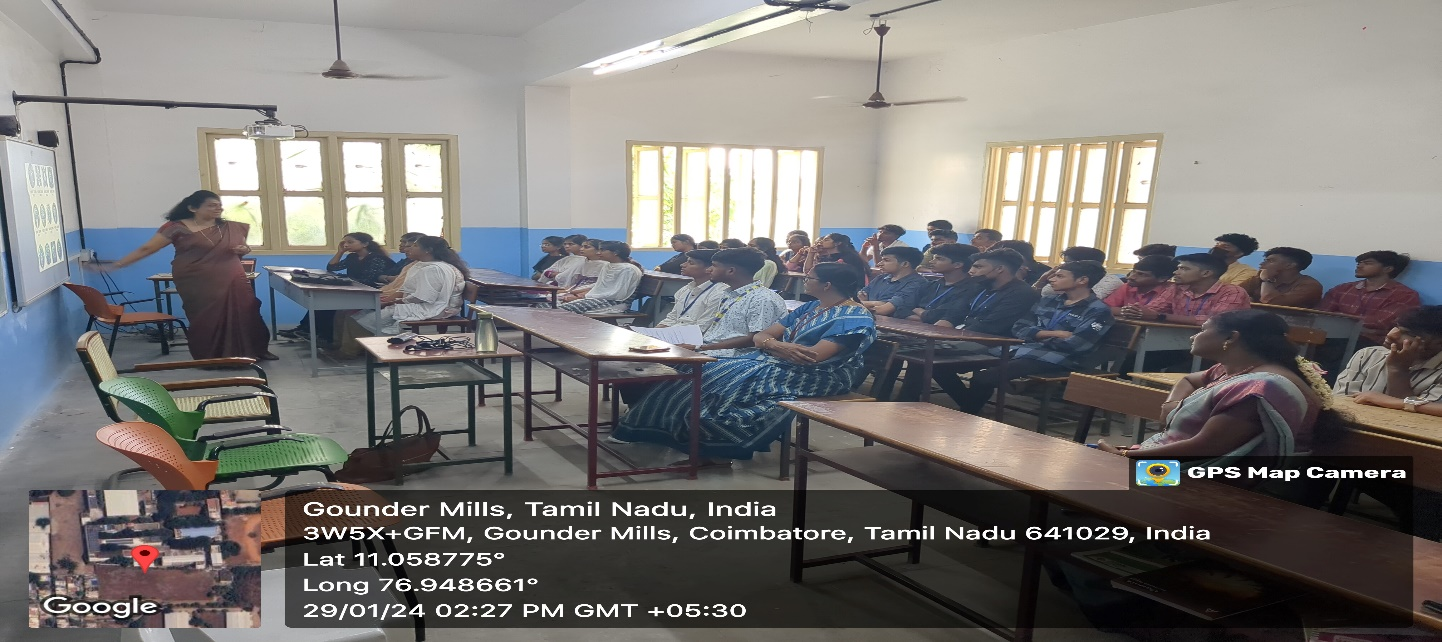 GPS Map Camera
Gounder Mills, Tamil Nadu, India
3W5X+GFM, Gounder Mills, Coimbatore, Tamil Nadu 641029, India
Lat 11.058775°
Long 76.948661°
29/01/24 02:27 PM GMT +05:30
Google